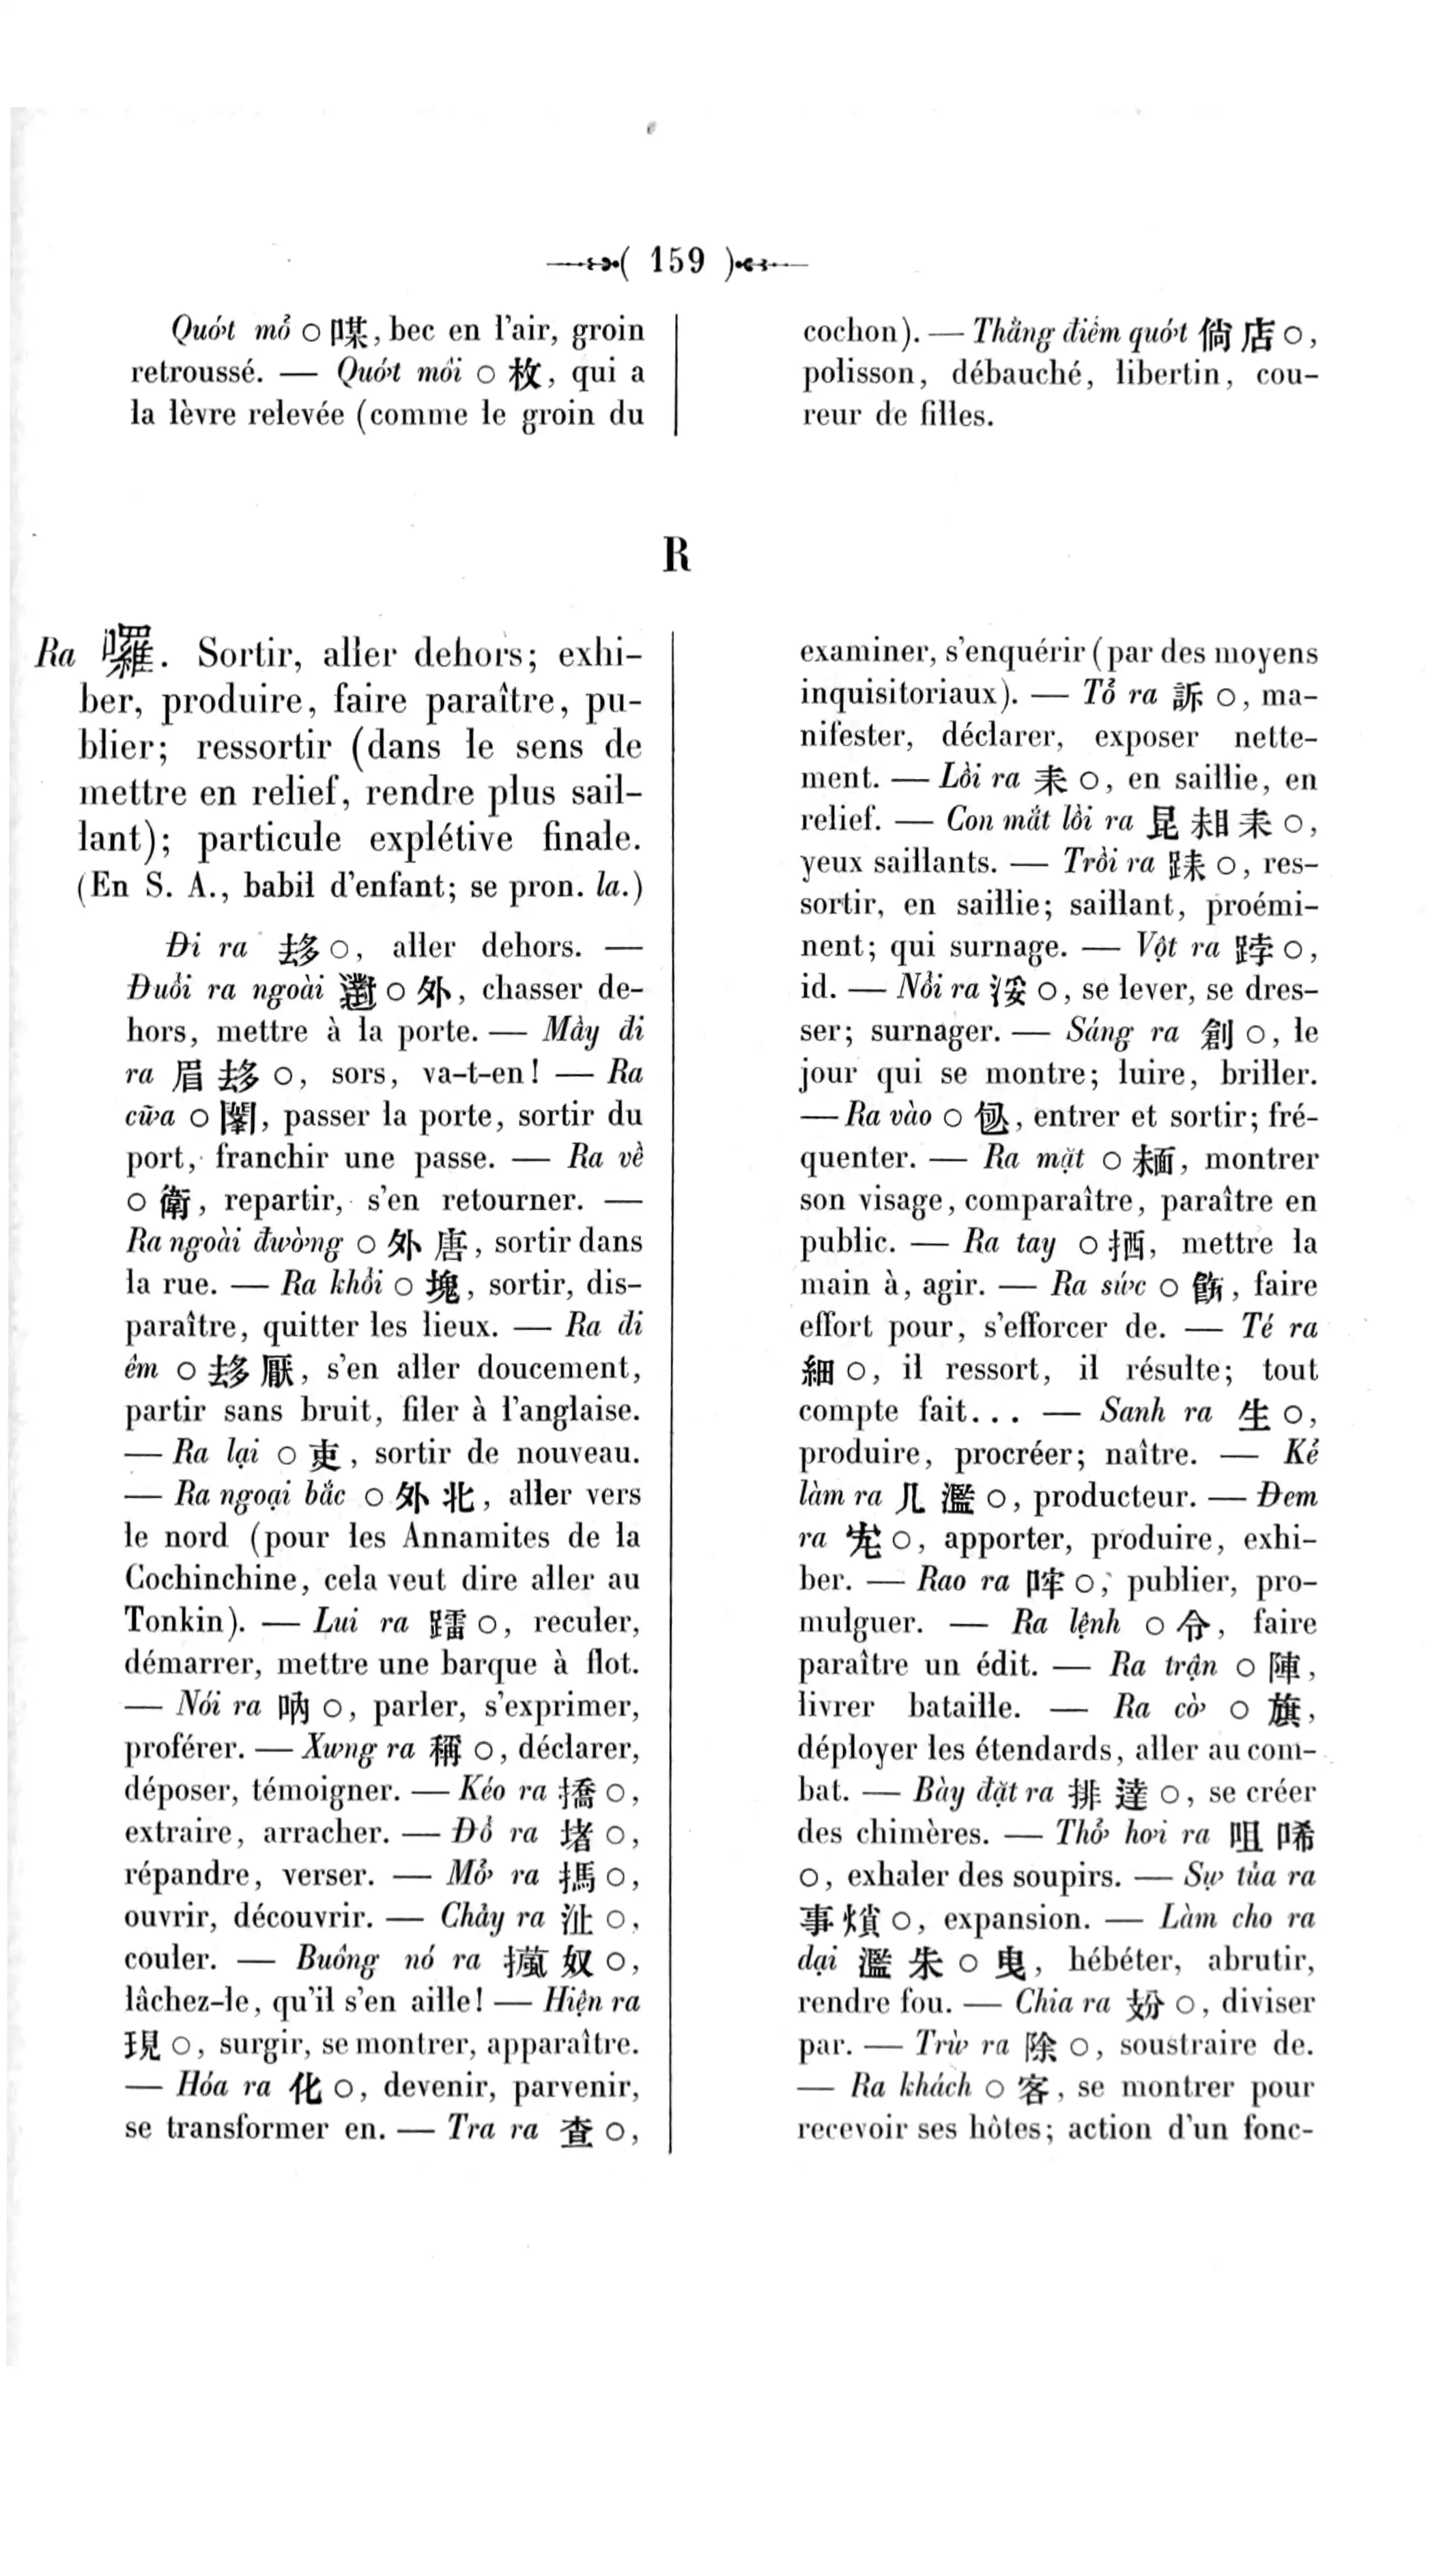 ( 159 )
Quớt mỏ ○ 㖼, bec en l'air, groin
retroussé. — Quớt môi ○ 枚, qui a
la lèvre relevée (comme le groin du
cochon). — Thằng điếm quớt 倘 店 ○,
polisson, débauché, libertin, cou-
reur de filles.
R
Ra 囉. Sortir, aller dehors; exhi-
ber, produire, faire paraître, pu-
blier; ressortir (dans le sens de
mettre en relief, rendre plus sail-
lant); particule explétive finale.
(En S. A., babil d'enfant; se pron. la.)
Đi ra 𠫾 ○, aller dehors. —
Đuổi ra ngoài ○ 外, chasser de-
hors, mettre à la porte. — Mầy đi
ra 眉 𠫾 ○, sors, va-t-en! — Ra
cữa ○ 𨷯, passer la porte, sortir du
port, franchir une passe. — Ra về
○ 衛, repartir, s'en retourner. —
Ra ngoài đường ○ 外 唐, sortir dans
la rue. — Ra khỏi ○ 塊, sortir, dis-
paraître, quitter les lieux. — Ra đi
êm ○ 𠫾 厭, s'en aller doucement,
partir sans bruit, filer à l'anglaise.
— Ra lại ○ 吏, sortir de nouveau.
— Ra ngoại bắc ○ 外 北, aller vers
le nord (pour les Annamites de la
Cochinchine, cela veut dire aller au
Tonkin). — Lui ra ○, reculer,
démarrer, mettre une barque à flot.
— Nói ra 吶 ○, parler, s'exprimer,
proférer. — Xưng ra 稱 ○, déclarer,
déposer, témoigner. — Kéo ra 撟 ○,
extraire, arracher. — Đổ ra 堵 ○,
répandre, verser. — Mở ra 搗 ○,
ouvrir, découvrir. — Chảy ra 沚 ○,
couler. — Buông nó ra 奴 ○,
lâchez-le, qu'il s'en aille! — Hiện ra
現 ○, surgir, se montrer, apparaître.
— Hóa ra 化 ○, devenir, parvenir,
se transformer en. — Tra ra 査 ○,
examiner, s'enquérir (par des moyens
inquisitoriaux). — Tỏ ra 訴 ○, ma-
nifester, déclarer, exposer nette-
ment. — Lồi ra 耒 ○, en saillie, en
relief. — Con mắt lồi ra 昆 眜 耒 ○,
yeux saillants. — Trồi ra ○, res-
sortir, en saillie; saillant, proémi-
nent; qui surnage. — Vột ra 踍 ○,
id. — Nổi ra 浽 ○, se lever, se dres-
ser; surnager. — Sáng ra 創 ○, le
jour qui se montre; luire, briller.
— Ra vào ○, entrer et sortir; fré-
quenter. — Ra mặt ○ 𩈘, montrer
son visage, comparaître, paraître en
public. — Ra tay ○ 拪, mettre la
main à, agir. — Ra sức ○ 飭, faire
effort pour, s'efforcer de. — Té ra
細 ○, il ressort, il résulte; tout
compte fait... — Sanh ra 生 ○,
produire, procréer; naître. — Kẻ
làm ra 几 濫 ○, producteur. — Đem
ra ○, apporter, produire, exhi-
ber. — Rao ra 哰 ○, publier, pro-
mulguer. — Ra lệnh ○ 令, faire
paraître un édit. — Ra trận ○ 陣,
livrer bataille. — Ra cờ ○ 旗,
déployer les étendards, aller au com-
bat. — Bày đặt ra 排 達 ○, se créer
des chimères. — Thở hơi ra 咀 唏
○, exhaler des soupirs. — Sự tủa ra
事 ○, expansion. — Làm cho ra
dại 濫 朱 ○ 曳, hébéter, abrutir,
rendre fou. — Chia ra ○, diviser
par. — Trừ ra 除 ○, soustraire de.
— Ra khách ○ 客, se montrer pour
recevoir ses hôtes; action d'un fonc-